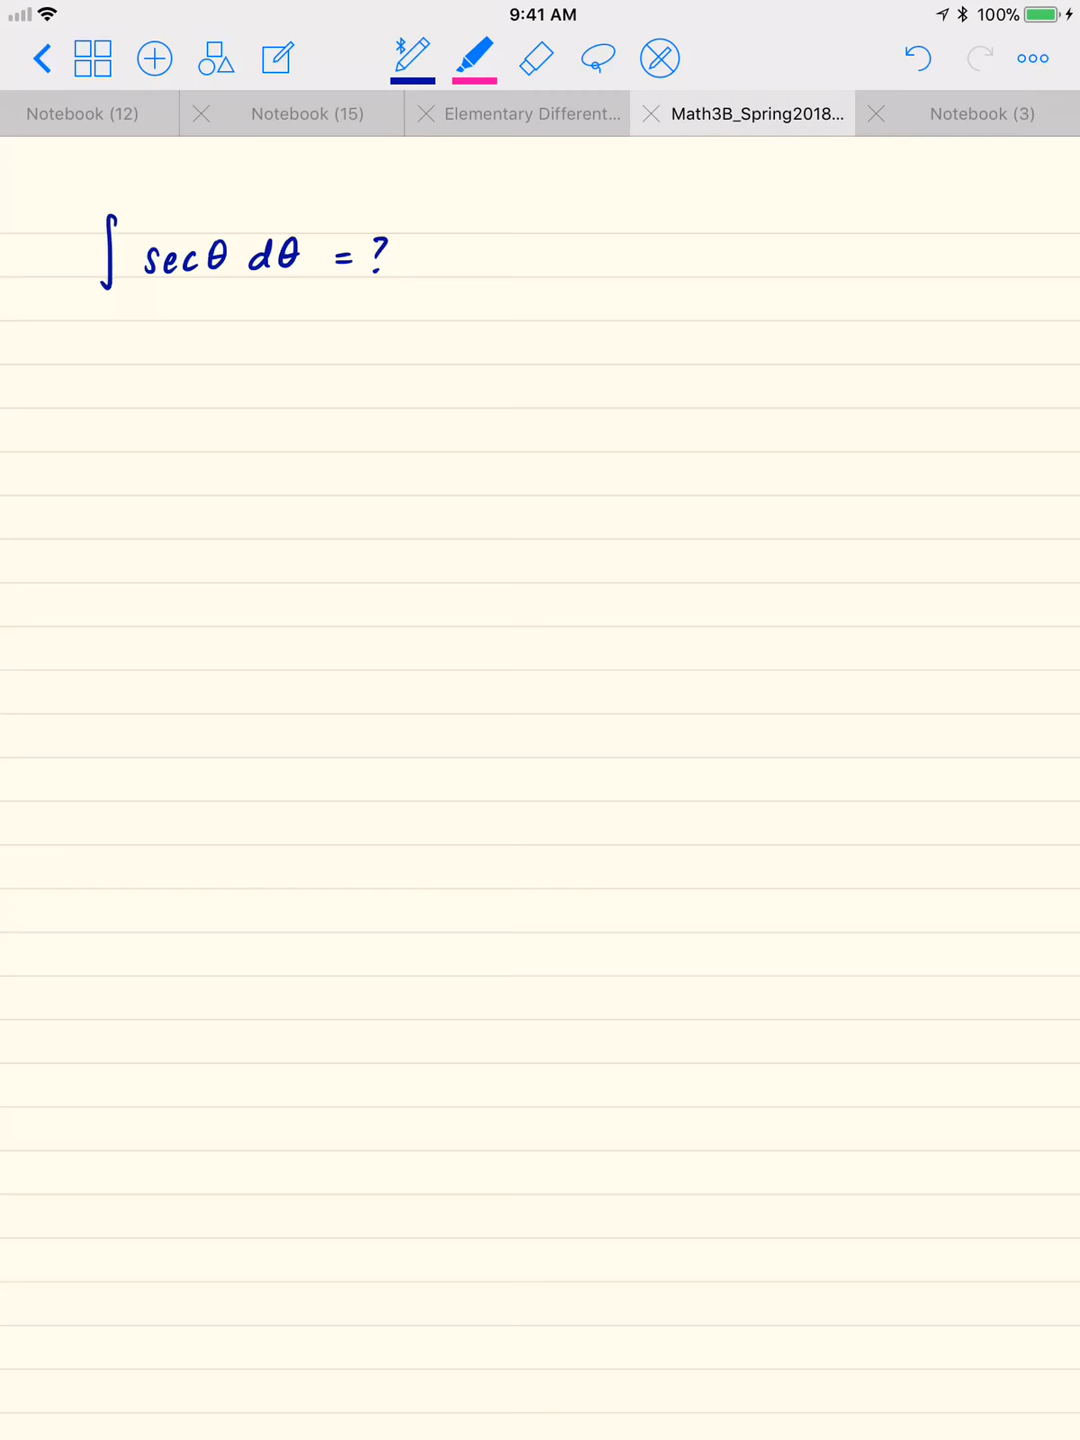 9:41 AM 100%
Notebook (12) Notebook (15) Elementary Different... Math3B_Spring2018... Notebook (3)
∫ secθ dθ = ?